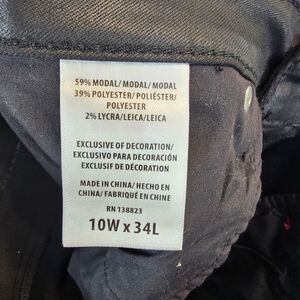 59% MODAL/ MODAL/ MODAL
39% POLYESTER/ POLIÉSTER/
POLYESTER
2% LYCRA/LEICA/LEICA
EXCLUSIVE OF DECORATION/
EXCLUSIVO PARA DECORACIÓN
EXCLUSIF DE DÉCORATION
MADE IN CHINA/ HECHO EN
CHINA/ FABRIQUÉ EN CHINE
RN 138823
10W x 34L